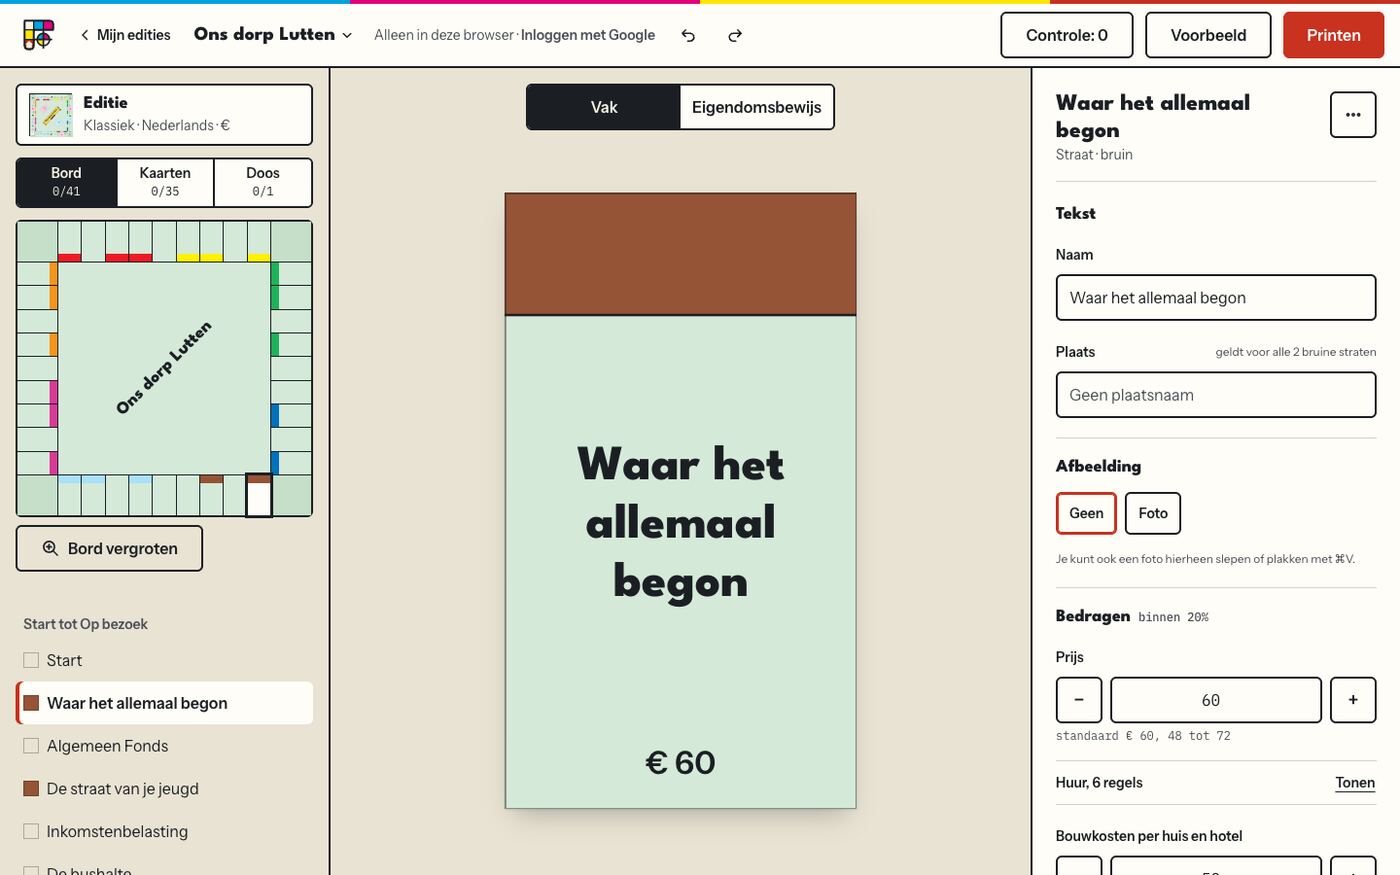 Mijn edities
Ons dorp Lutten
Alleen in deze browser · Inloggen met Google
Controle: 0
Voorbeeld
Printen
Editie
Klassiek · Nederlands · €
Bord
0/41
Kaarten
0/35
Doos
0/1
Ons dorp Lutten
Bord vergroten
Start tot Op bezoek
Start
Waar het allemaal begon
Algemeen Fonds
De straat van je jeugd
Inkomstenbelasting
De bushalte
Vak
Eigendomsbewijs
Waar het
allemaal
begon
€ 60
Waar het allemaal
begon
Straat · bruin
Tekst
Naam
Waar het allemaal begon
Plaats
geldt voor alle 2 bruine straten
Geen plaatsnaam
Afbeelding
Geen
Foto
Je kunt ook een foto hierheen slepen of plakken met ⌘V.
Bedragen binnen 20%
Prijs
− 60 +
standaard € 60, 48 tot 72
Huur, 6 regels
Tonen
Bouwkosten per huis en hotel